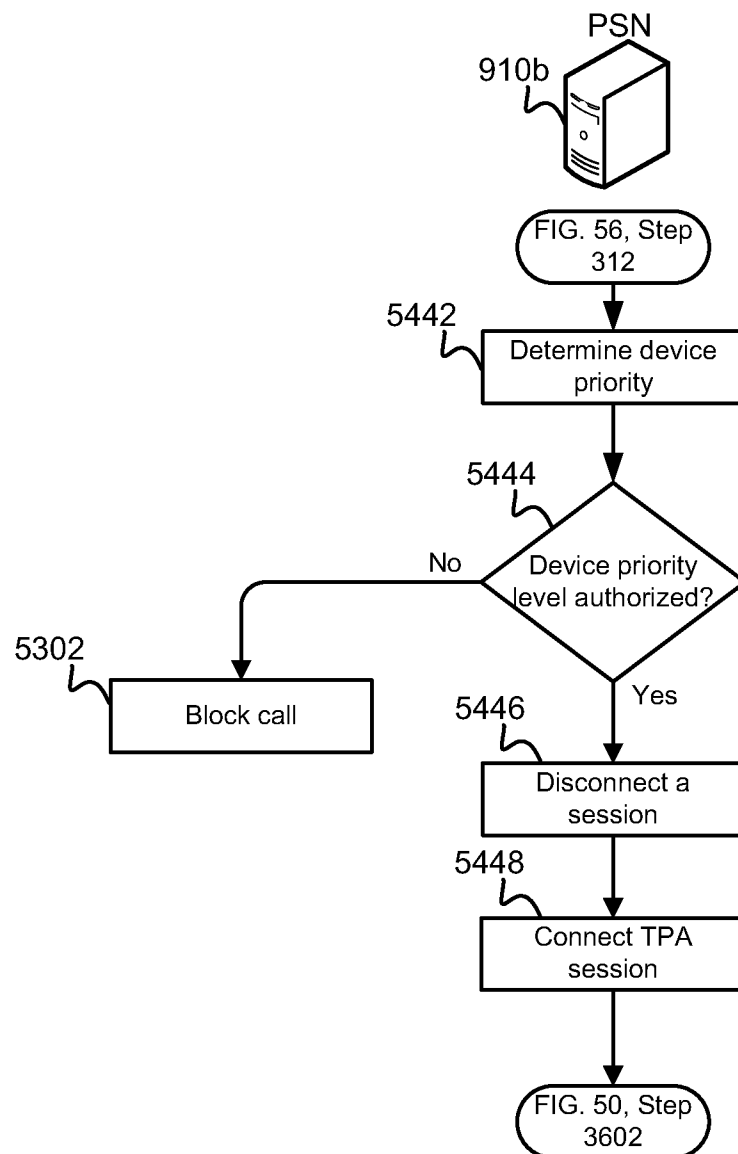 PSN
910b
FIG. 56, Step
312
5442
Determine device
priority
5444
No
Device priority
level authorized?
5302
Block call
Yes
5446
Disconnect a
session
5448
Connect TPA
session
FIG. 50, Step
3602